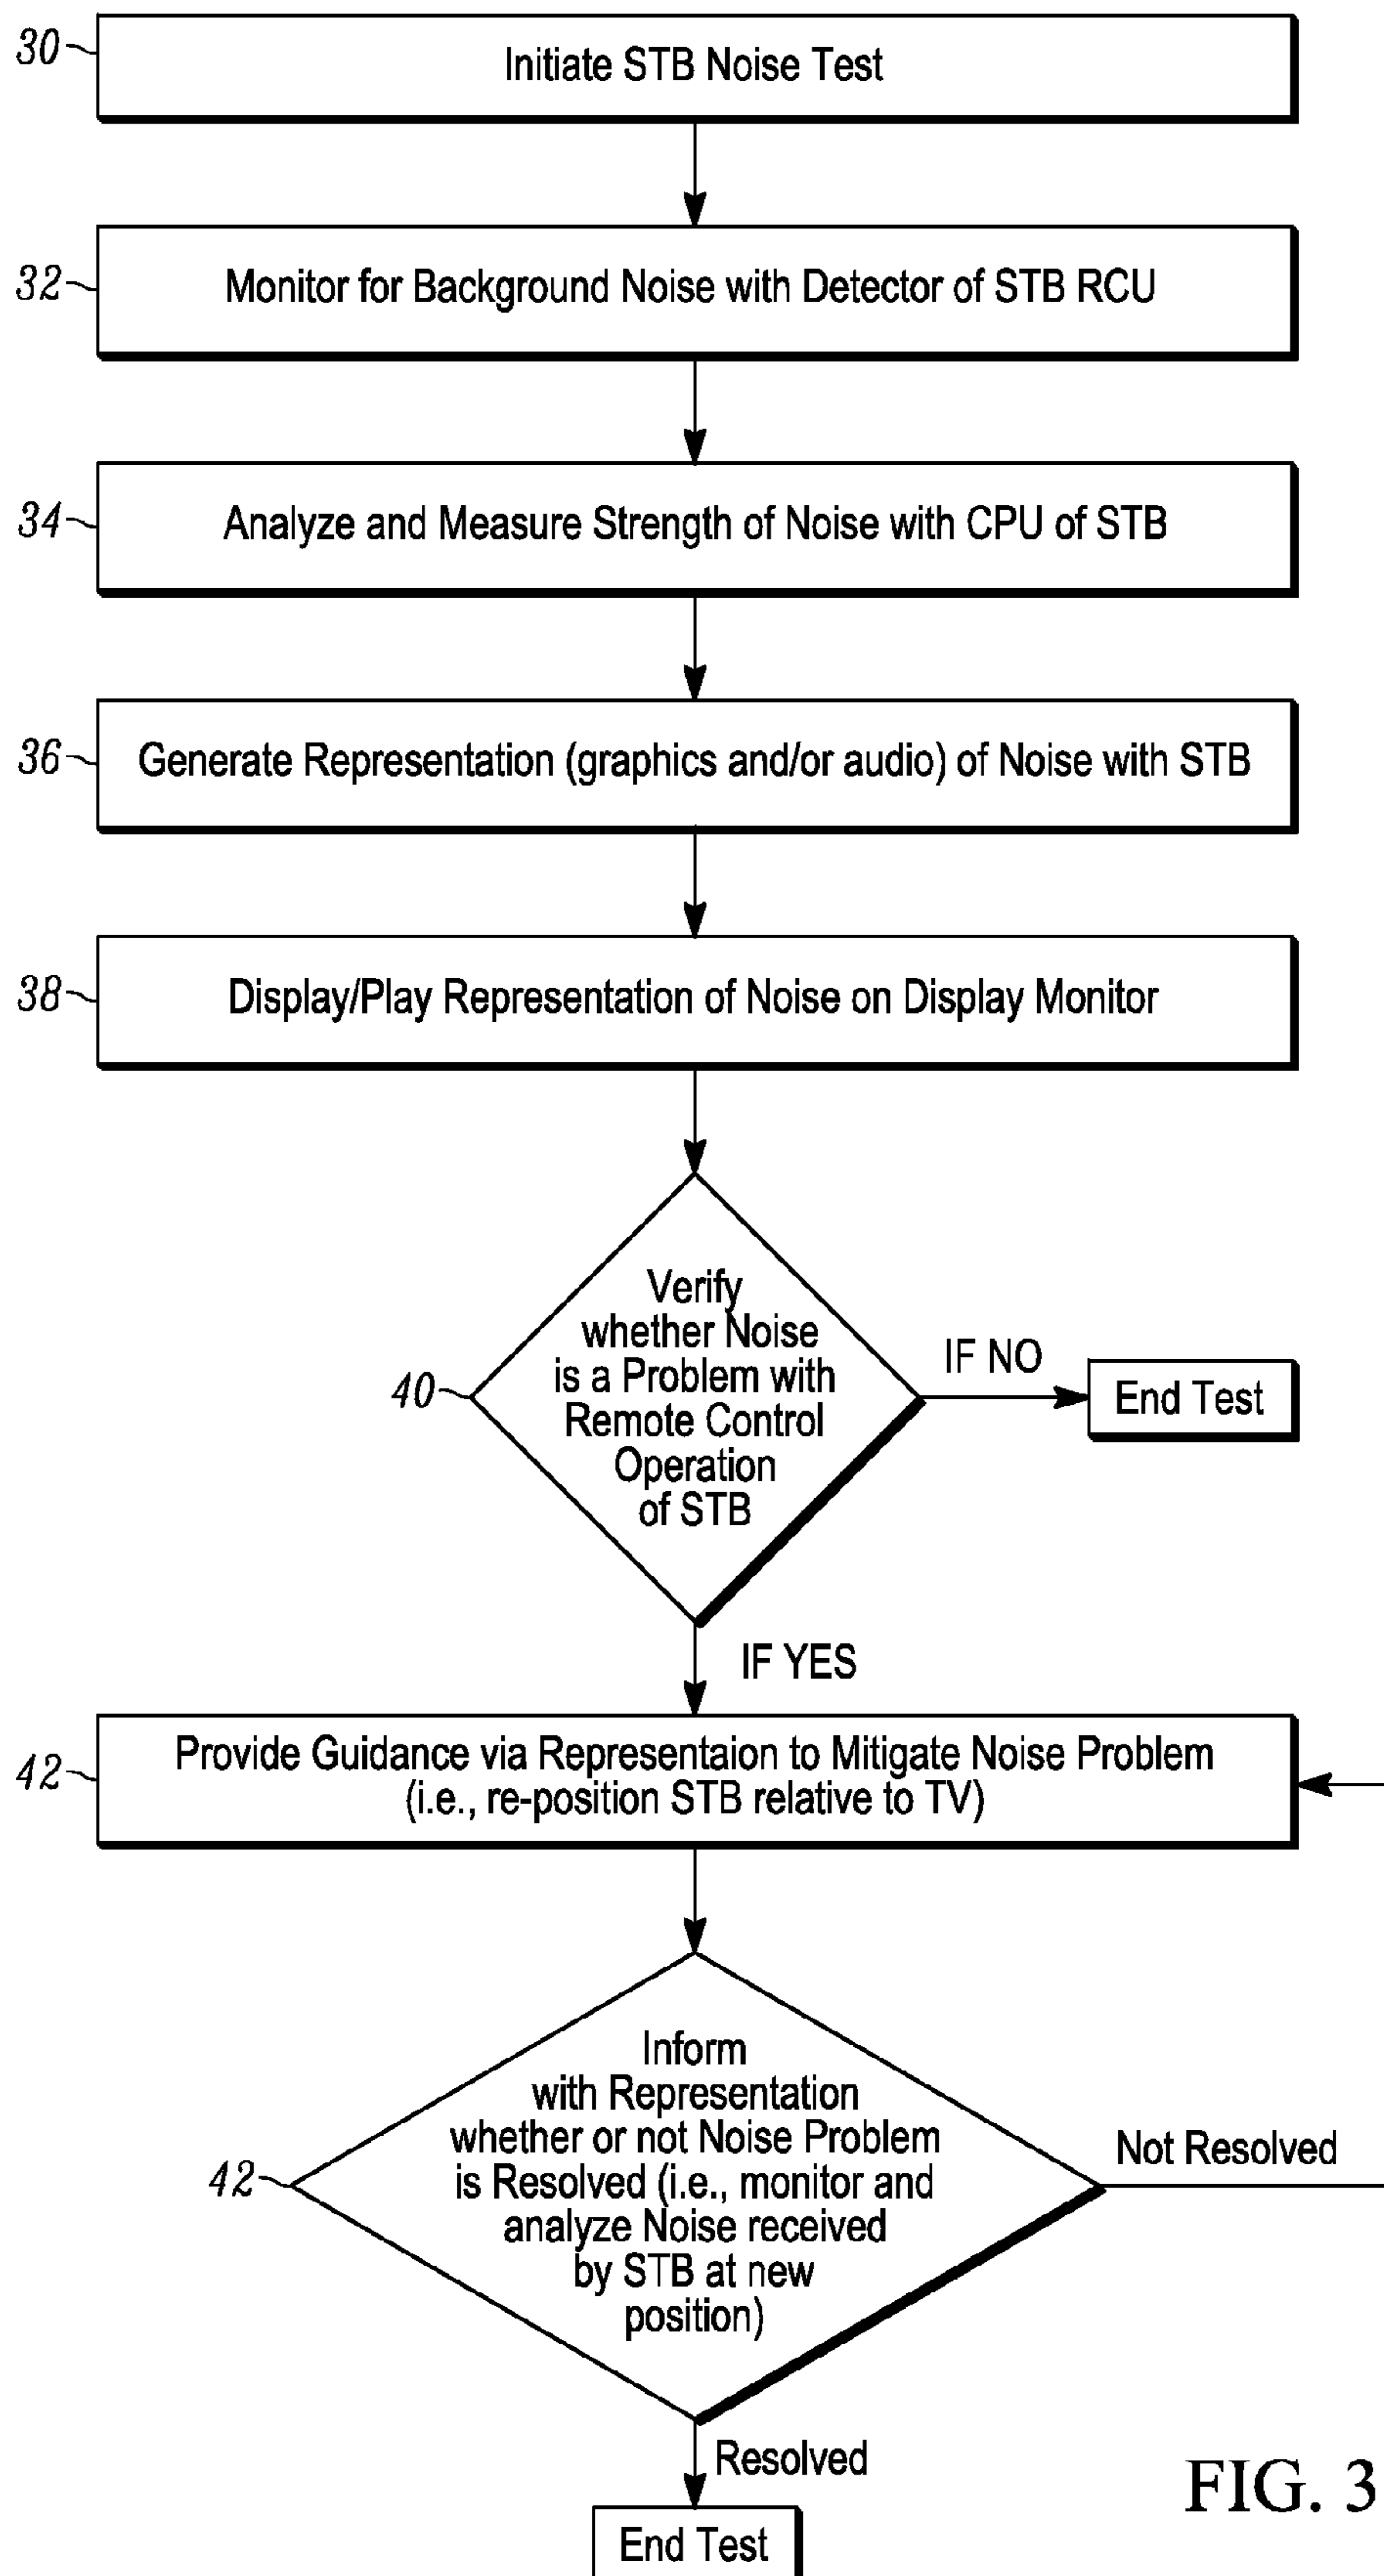 30
Initiate STB Noise Test
32
Monitor for Background Noise with Detector of STB RCU
34
Analyze and Measure Strength of Noise with CPU of STB
36
Generate Representation (graphics and/or audio) of Noise with STB
38
Display/Play Representation of Noise on Display Monitor
40
Verify
whether Noise
is a Problem with
Remote Control
Operation
of STB
IF NO
End Test
IF YES
42
Provide Guidance via Representaion to Mitigate Noise Problem
(i.e., re-position STB relative to TV)
42
Inform
with Representation
whether or not Noise Problem
is Resolved (i.e., monitor and
analyze Noise received
by STB at new
position)
Not Resolved
Resolved
End Test
FIG. 3